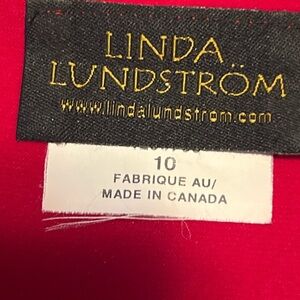 LINDA
LUNDSTRÖM
www.lindalundstrom.com
10
FABRIQUE AU/
MADE IN CANADA